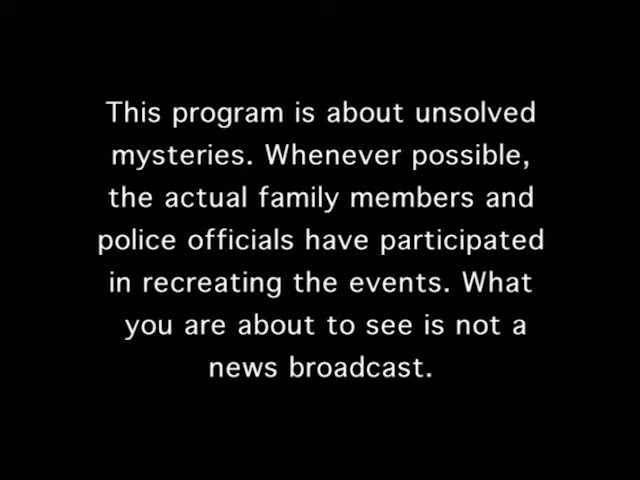 This program is about unsolved
mysteries. Whenever possible,
the actual family members and
police officials have participated
in recreating the events. What
you are about to see is not a
news broadcast.